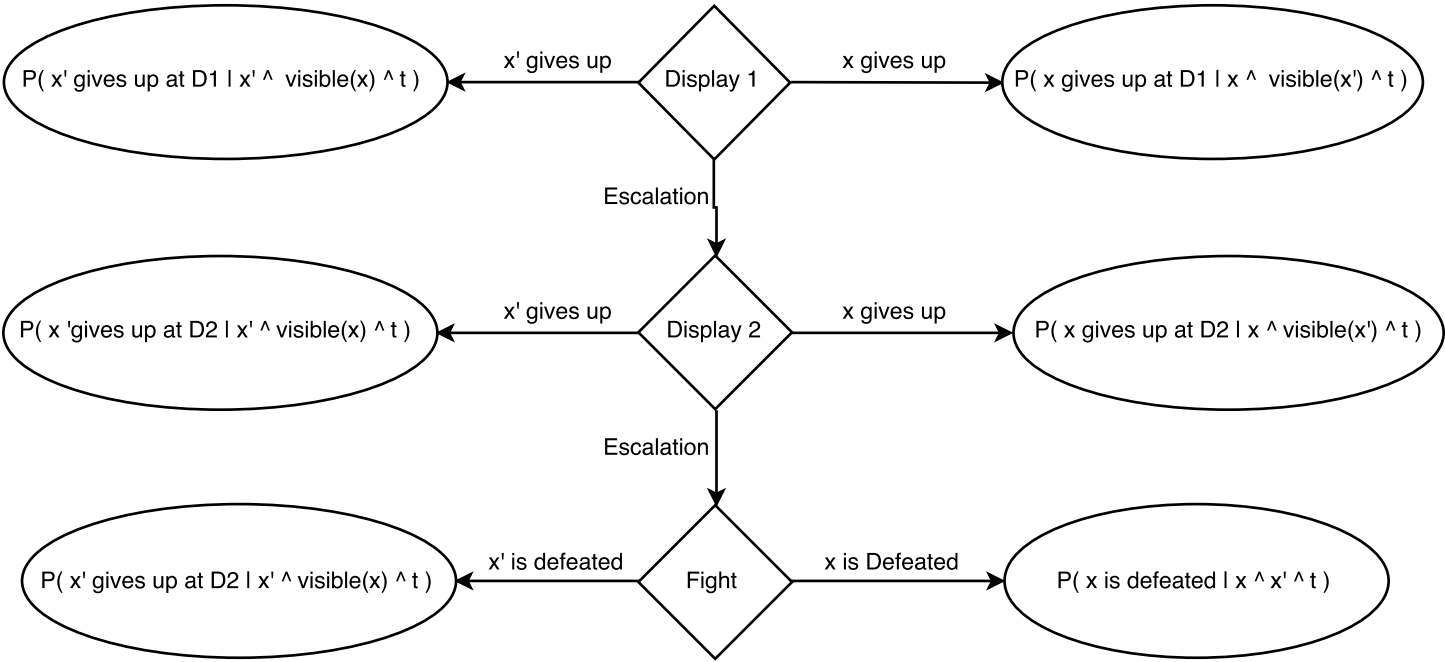 x' gives up
x gives up
P( x' gives up at D1 | x' ^  visible(x) ^ t )
Display 1
P( x gives up at D1 | x ^  visible(x') ^ t )
Escalation
x' gives up
x gives up
P( x 'gives up at D2 | x' ^ visible(x) ^ t )
Display 2
P( x gives up at D2 | x ^ visible(x') ^ t )
Escalation
x' is defeated
x is Defeated
P( x' gives up at D2 | x' ^ visible(x) ^ t )
Fight
P( x is defeated | x ^ x' ^ t )